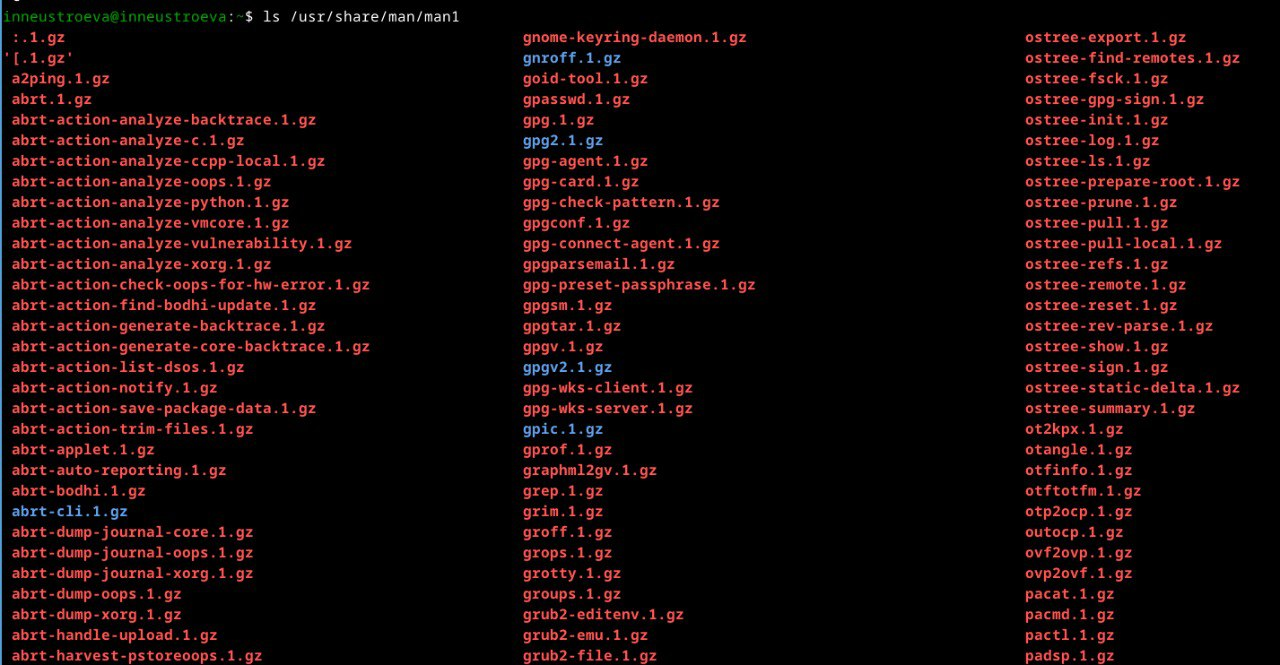 inneustroeva@inneustroeva:~$ ls /usr/share/man/man1
:.1.gz gnome-keyring-daemon.1.gz ostree-export.1.gz
'[.1.gz' gnroff.1.gz ostree-find-remotes.1.gz
a2ping.1.gz goid-tool.1.gz ostree-fsck.1.gz
abrt.1.gz gpasswd.1.gz ostree-gpg-sign.1.gz
abrt-action-analyze-backtrace.1.gz gpg.1.gz ostree-init.1.gz
abrt-action-analyze-c.1.gz gpg2.1.gz ostree-log.1.gz
abrt-action-analyze-ccpp-local.1.gz gpg-agent.1.gz ostree-ls.1.gz
abrt-action-analyze-oops.1.gz gpg-card.1.gz ostree-prepare-root.1.gz
abrt-action-analyze-python.1.gz gpg-check-pattern.1.gz ostree-prune.1.gz
abrt-action-analyze-vmcore.1.gz gpgconf.1.gz ostree-pull.1.gz
abrt-action-analyze-vulnerability.1.gz gpg-connect-agent.1.gz ostree-pull-local.1.gz
abrt-action-analyze-xorg.1.gz gpgparsemail.1.gz ostree-refs.1.gz
abrt-action-check-oops-for-hw-error.1.gz gpg-preset-passphrase.1.gz ostree-remote.1.gz
abrt-action-find-bodhi-update.1.gz gpgsm.1.gz ostree-reset.1.gz
abrt-action-generate-backtrace.1.gz gpgtar.1.gz ostree-rev-parse.1.gz
abrt-action-generate-core-backtrace.1.gz gpgv.1.gz ostree-show.1.gz
abrt-action-list-dsos.1.gz gpgv2.1.gz ostree-sign.1.gz
abrt-action-notify.1.gz gpg-wks-client.1.gz ostree-static-delta.1.gz
abrt-action-save-package-data.1.gz gpg-wks-server.1.gz ostree-summary.1.gz
abrt-action-trim-files.1.gz gpic.1.gz ot2kpx.1.gz
abrt-applet.1.gz gprof.1.gz otangle.1.gz
abrt-auto-reporting.1.gz graphml2gv.1.gz otfinfo.1.gz
abrt-bodhi.1.gz grep.1.gz otftotfm.1.gz
abrt-cli.1.gz grim.1.gz otp2ocp.1.gz
abrt-dump-journal-core.1.gz groff.1.gz outocp.1.gz
abrt-dump-journal-oops.1.gz grops.1.gz ovf2ovp.1.gz
abrt-dump-journal-xorg.1.gz grotty.1.gz ovp2ovf.1.gz
abrt-dump-oops.1.gz groups.1.gz pacat.1.gz
abrt-dump-xorg.1.gz grub2-editenv.1.gz pacmd.1.gz
abrt-handle-upload.1.gz grub2-emu.1.gz pactl.1.gz
abrt-harvest-pstoreoops.1.gz grub2-file.1.gz padsp.1.gz